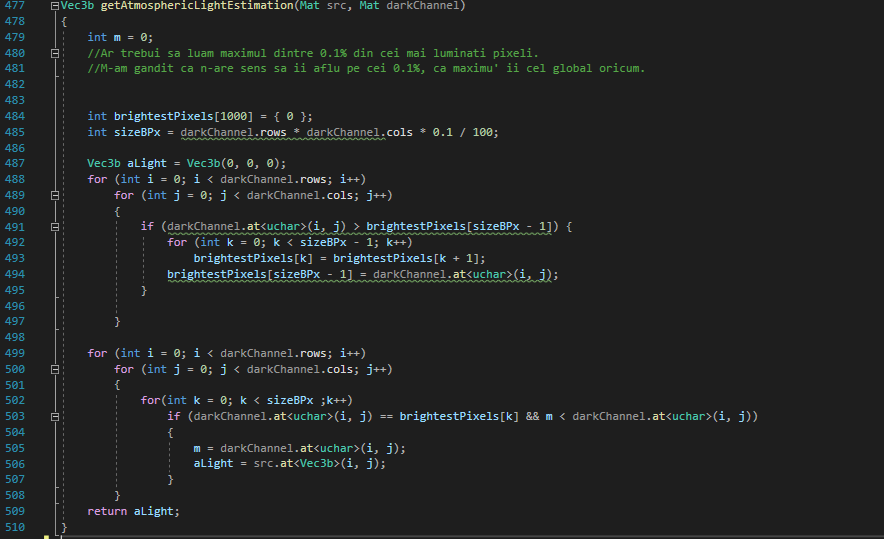 477 Vec3b getAtmosphericLightEstimation(Mat src, Mat darkChannel)
478 {
479 int m = 0;
480 //Ar trebui sa luam maximul dintre 0.1% din cei mai luminati pixeli.
481 //M-am gandit ca n-are sens sa ii aflu pe cei 0.1%, ca maximu' ii cel global oricum.
482
483
484 int brightestPixels[1000] = { 0 };
485 int sizeBPx = darkChannel.rows * darkChannel.cols * 0.1 / 100;
486
487 Vec3b aLight = Vec3b(0, 0, 0);
488 for (int i = 0; i < darkChannel.rows; i++)
489 for (int j = 0; j < darkChannel.cols; j++)
490 {
491 if (darkChannel.at<uchar>(i, j) > brightestPixels[sizeBPx - 1]) {
492 for (int k = 0; k < sizeBPx - 1; k++)
493 brightestPixels[k] = brightestPixels[k + 1];
494 brightestPixels[sizeBPx - 1] = darkChannel.at<uchar>(i, j);
495 }
496
497 }
498
499 for (int i = 0; i < darkChannel.rows; i++)
500 for (int j = 0; j < darkChannel.cols; j++)
501 {
502 for(int k = 0; k < sizeBPx ;k++)
503 if (darkChannel.at<uchar>(i, j) == brightestPixels[k] && m < darkChannel.at<uchar>(i, j))
504 {
505 m = darkChannel.at<uchar>(i, j);
506 aLight = src.at<Vec3b>(i, j);
507 }
508 }
509 return aLight;
510 }